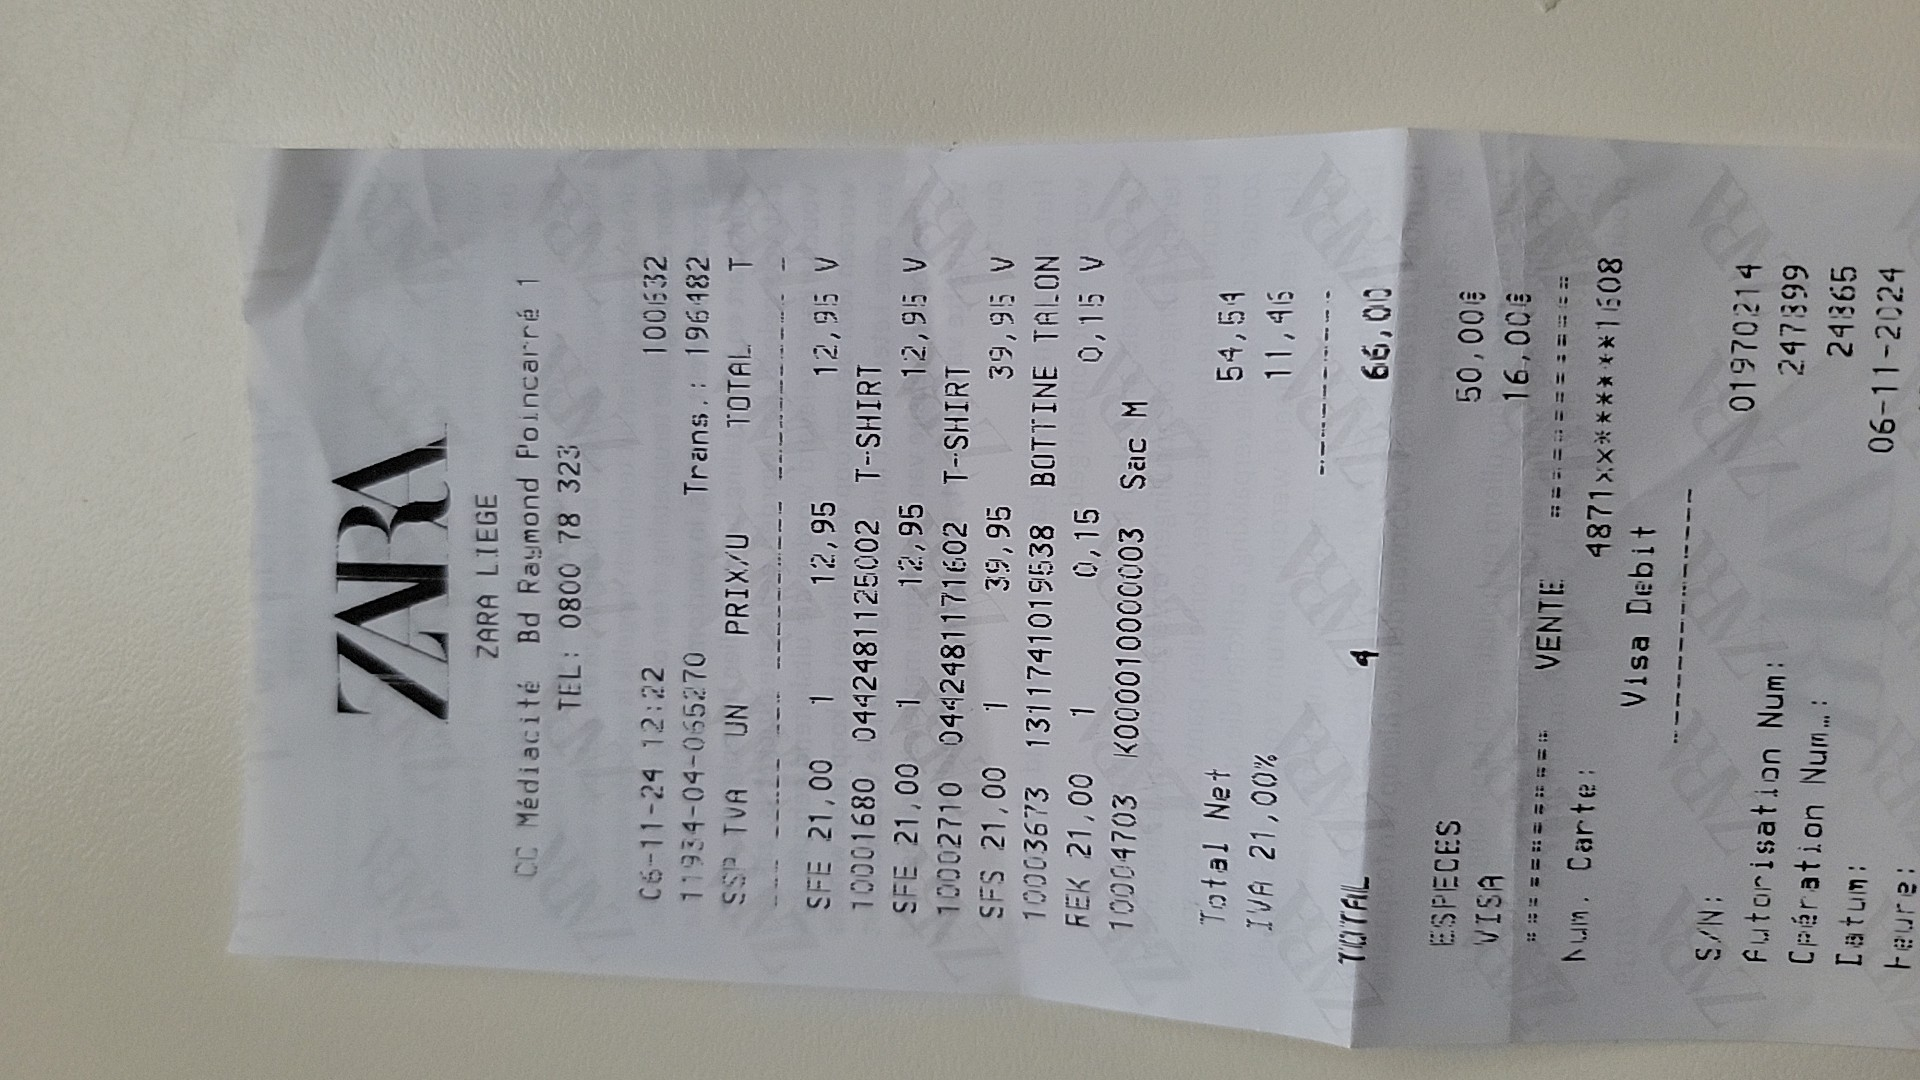 ZARA
ZARA LIEGE
CC Médiacité Bd Raymond Poincarré 1
TEL: 0800 78 323
06-11-24 12:22 100632
11934-04-065270 Trans.: 196482
SSP TVA UN PRIX/U TOTAL T
SFE 21,00 1 12,95 12,95 V
10001680 04424811125002 T-SHIRT
SFE 21,00 1 12,95 12,95 V
10002710 04424811171602 T-SHIRT
SFS 21,00 1 39,95 39,95 V
10003673 1311741019538 BOTTINE TALON
REK 21,00 1 0,15 0,15 V
10004703 K0000100000003 Sac M
Total Net 54,54
IVA 21,00% 11,46
TOTAL 4 66,00
ESPECES 50,00
VISA 16,00
========== VENTE ==========
Num. Carte: 4871********1608
Visa Debit
S/N:
Autorisation Num: 01970214
Opération Num.: 247899
Datum: 24365
Heure: 06-11-2024